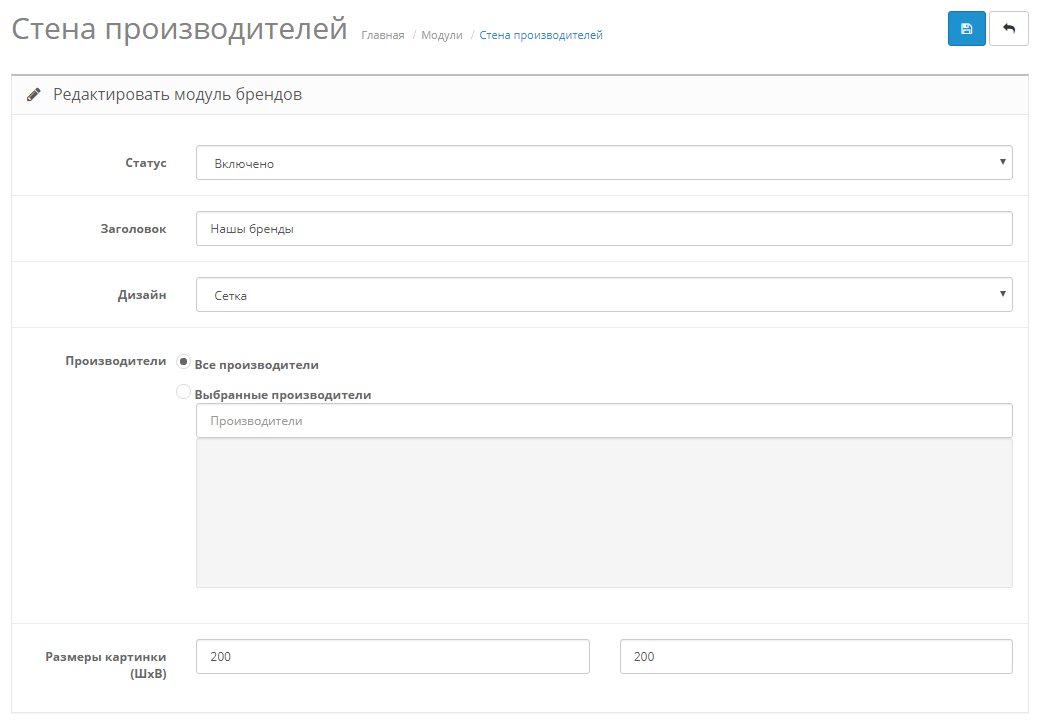 Стена производителей
Главная / Модули / Стена производителей
Редактировать модуль брендов
Статус
Включено
Заголовок
Нашы бренды
Дизайн
Сетка
Производители
Все производители
Выбранные производители
Производители
Размеры картинки
(ШхВ)
200
200